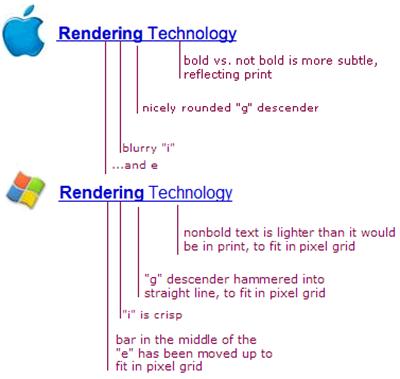 Rendering Technology
bold vs. not bold is more subtle,
reflecting print
nicely rounded "g" descender
blurry "i"
...and e
Rendering Technology
nonbold text is lighter than it would
be in print, to fit in pixel grid
"g" descender hammered into
straight line, to fit in pixel grid
"i" is crisp
bar in the middle of the
"e" has been moved up to
fit in pixel grid